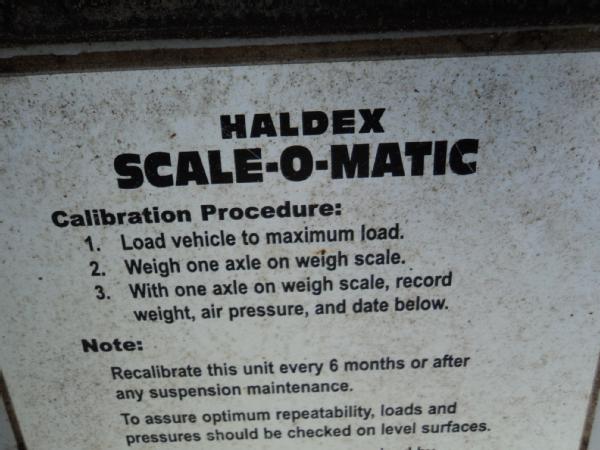 HALDEX
SCALE-O-MATIC
Calibration Procedure:
1. Load vehicle to maximum load.
2. Weigh one axle on weigh scale.
3. With one axle on weigh scale, record
weight, air pressure, and date below.
Note:
Recalibrate this unit every 6 months or after
any suspension maintenance.
To assure optimum repeatability, loads and
pressures should be checked on level surfaces.